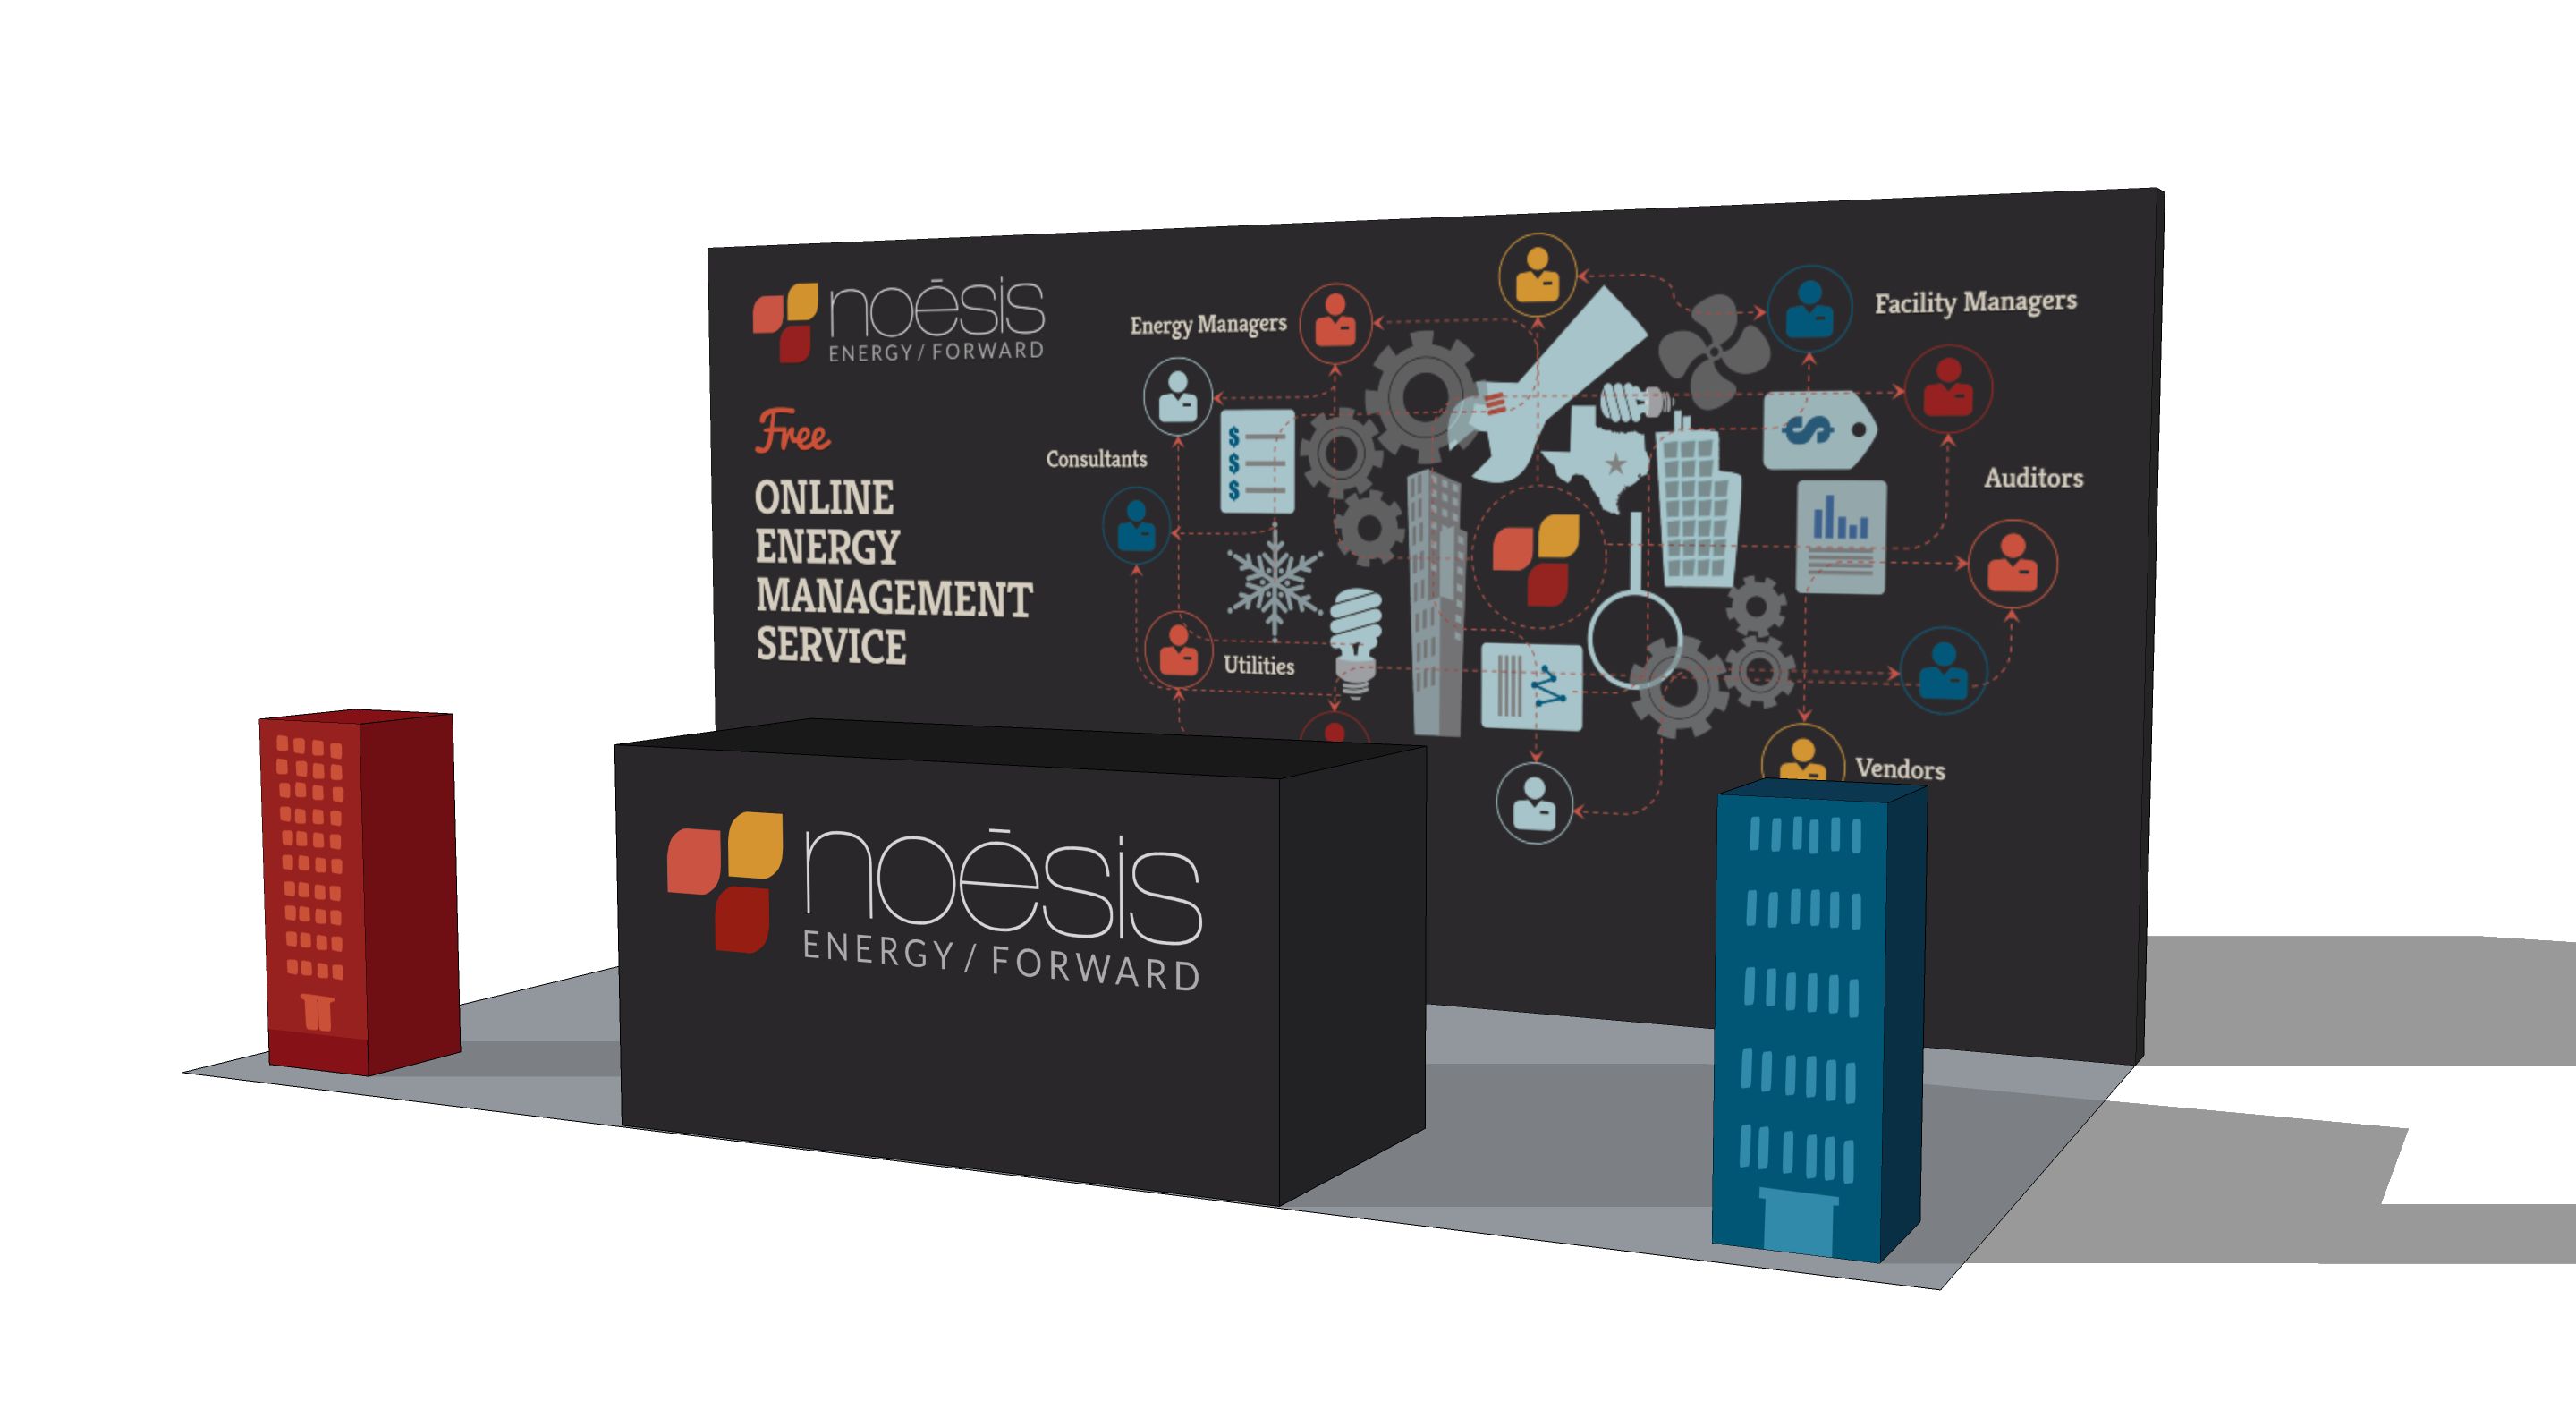 noēsis
ENERGY / FORWARD
Free
ONLINE
ENERGY
MANAGEMENT
SERVICE
Energy Managers
Facility Managers
Consultants
$
$
$
$
Auditors
Utilities
Vendors
noēsis
ENERGY / FORWARD